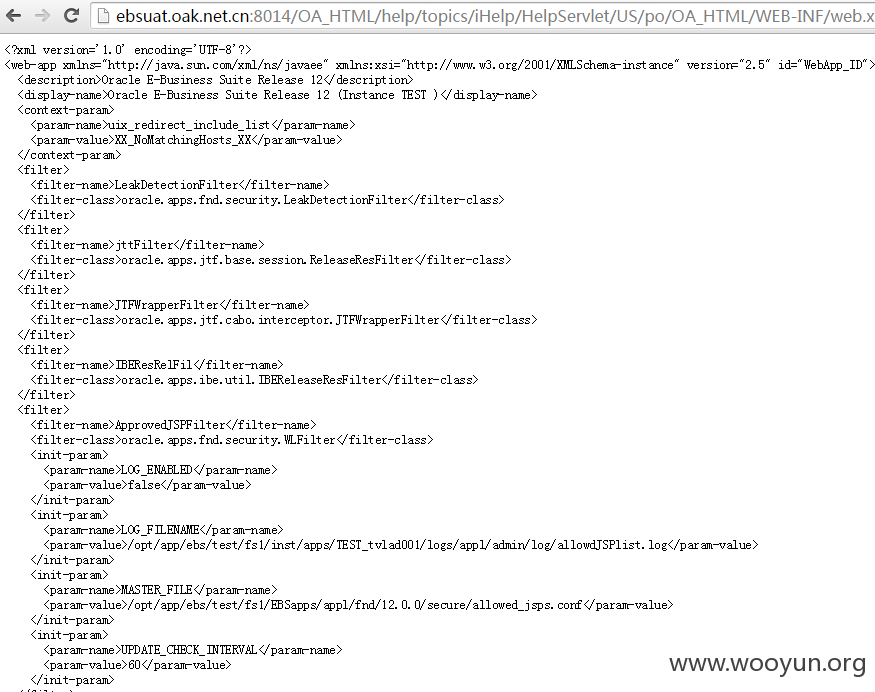 ebsuat.oak.net.cn:8014/OA_HTML/help/topics/iHelp/HelpServlet/US/po/OA_HTML/WEB-INF/web.x
<?xml version='1.0' encoding='UTF-8'?>
<web-app xmlns="http://java.sun.com/xml/ns/javaee" xmlns:xsi="http://www.w3.org/2001/XMLSchema-instance" version="2.5" id="WebApp_ID">
<description>Oracle E-Business Suite Release 12</description>
<display-name>Oracle E-Business Suite Release 12 (Instance TEST )</display-name>
<context-param>
<param-name>uix_redirect_include_list</param-name>
<param-value>XX_NoMatchingHosts_XX</param-value>
</context-param>
<filter>
<filter-name>LeakDetectionFilter</filter-name>
<filter-class>oracle.apps.fnd.security.LeakDetectionFilter</filter-class>
</filter>
<filter>
<filter-name>jttFilter</filter-name>
<filter-class>oracle.apps.jtf.base.session.ReleaseResFilter</filter-class>
</filter>
<filter>
<filter-name>JTFWrapperFilter</filter-name>
<filter-class>oracle.apps.jtf.cabo.interceptor.JTFWrapperFilter</filter-class>
</filter>
<filter>
<filter-name>IBEResRelFil</filter-name>
<filter-class>oracle.apps.ibe.util.IBEReleaseResFilter</filter-class>
</filter>
<filter>
<filter-name>ApprovedJSPFilter</filter-name>
<filter-class>oracle.apps.fnd.security.WLFilter</filter-class>
<init-param>
<param-name>LOG_ENABLED</param-name>
<param-value>false</param-value>
</init-param>
<init-param>
<param-name>LOG_FILENAME</param-name>
<param-value>/opt/app/ebs/test/fs1/inst/apps/TEST_tvlad001/logs/appl/admin/log/allowdJSPlist.log</param-value>
</init-param>
<init-param>
<param-name>MASTER_FILE</param-name>
<param-value>/opt/app/ebs/test/fs1/EBSapps/appl/fnd/12.0.0/secure/allowed_jsps.conf</param-value>
</init-param>
<init-param>
<param-name>UPDATE_CHECK_INTERVAL</param-name>
<param-value>60</param-value>
</init-param>
www.wooyun.org